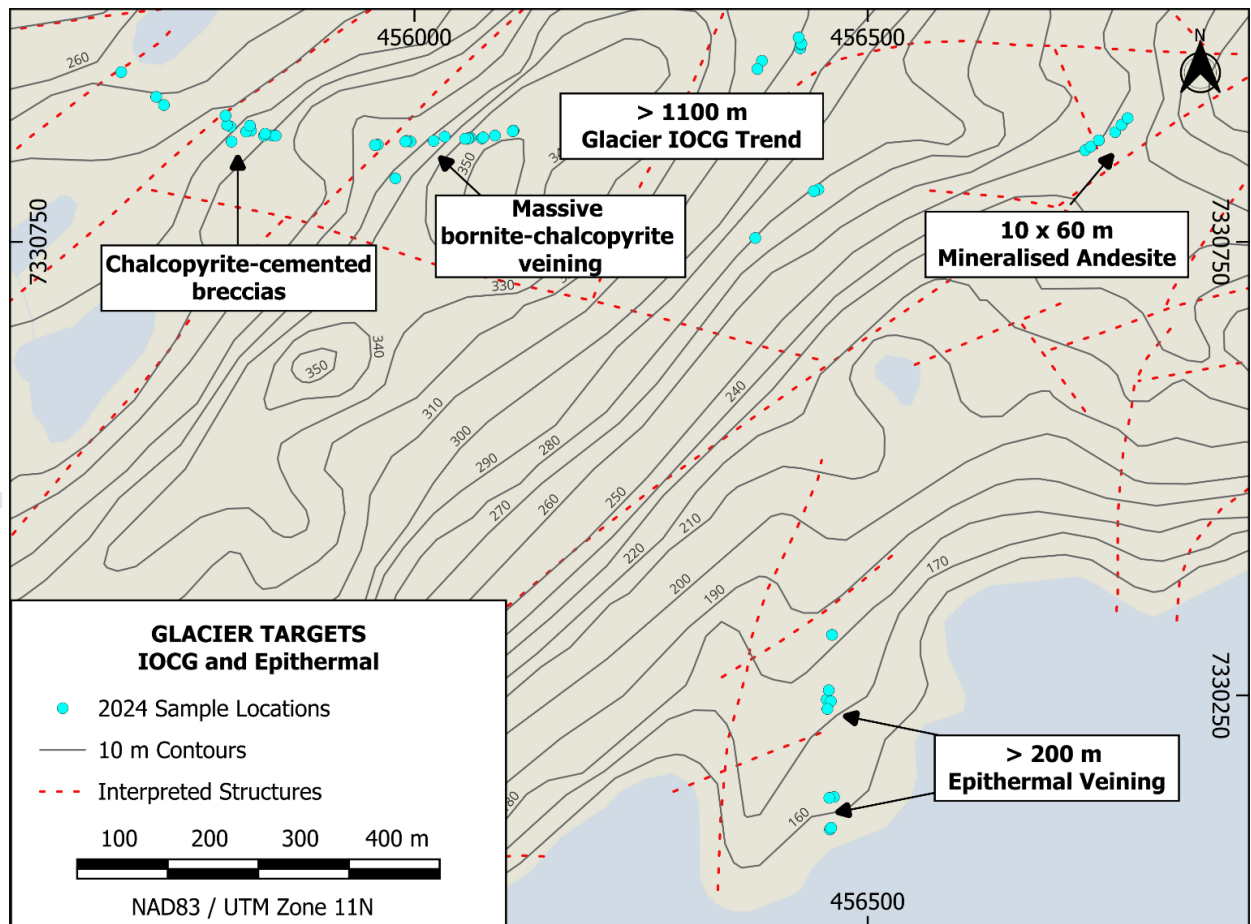 456000
456500
N
260
> 1100 m
Glacier IOCG Trend
350
Massive
bornite-chalcopyrite
veining
10 x 60 m
Mineralised Andesite
7330750
7330750
Chalcopyrite-cemented
breccias
330
340
350
310
240
300
280
290
250
270
260
210
220
200
190
170
GLACIER TARGETS
IOCG and Epithermal
2024 Sample Locations
10 m Contours
Interpreted Structures
100 200 300 400 m
NAD83 / UTM Zone 11N
7330250
> 200 m
Epithermal Veining
160
456500